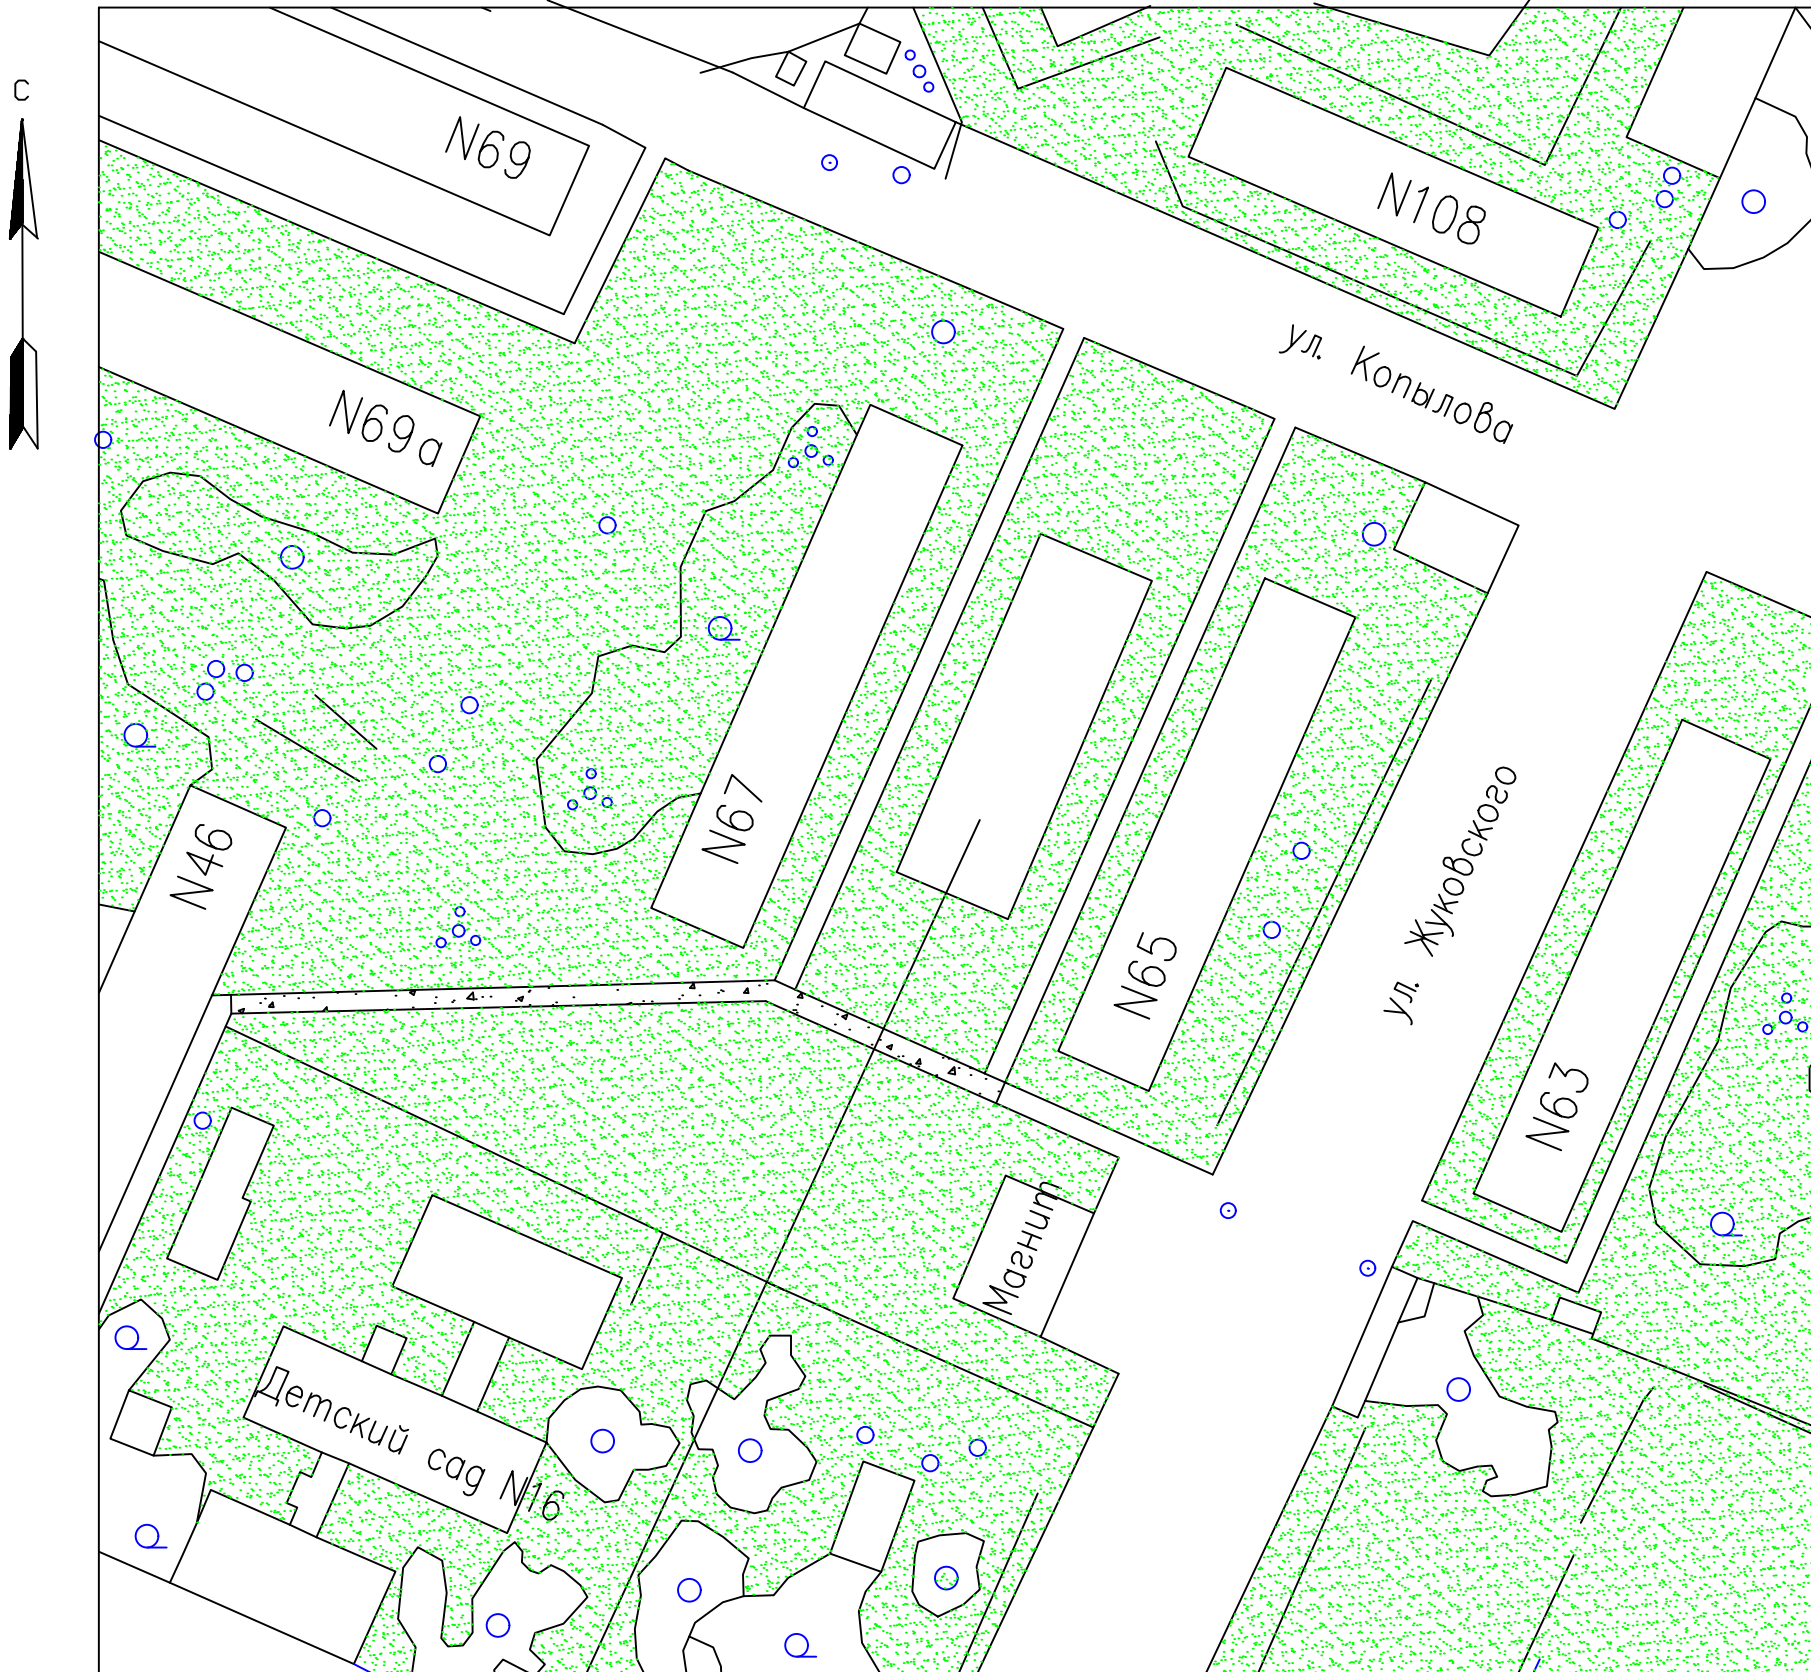 С
N69
N108
ул. Копылова
N69а
N67
N46
ул. Жуковского
N65
N63
Магнит
Детский сад N16